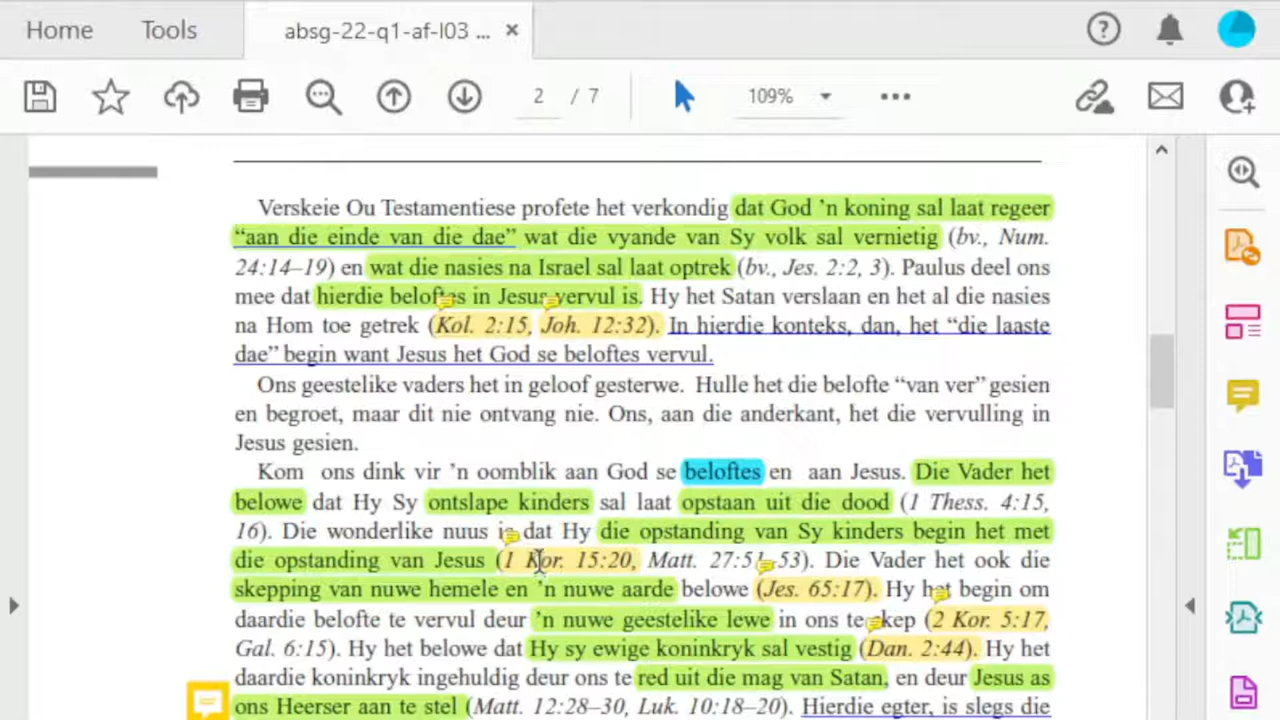 Home Tools absg-22-q1-af-l03 ... ×
2 / 7 109%
Verskeie Ou Testamentiese profete het verkondig dat God ’n koning sal laat regeer
“aan die einde van die dae” wat die vyande van Sy volk sal vernietig (bv., Num.
24:14–19) en wat die nasies na Israel sal laat optrek (bv., Jes. 2:2, 3). Paulus deel ons
mee dat hierdie beloftes in Jesus vervul is. Hy het Satan verslaan en het al die nasies
na Hom toe getrek (Kol. 2:15, Joh. 12:32). In hierdie konteks, dan, het “die laaste
dae” begin want Jesus het God se beloftes vervul.
Ons geestelike vaders het in geloof gesterwe. Hulle het die belofte “van ver” gesien
en begroet, maar dit nie ontvang nie. Ons, aan die anderkant, het die vervulling in
Jesus gesien.
Kom ons dink vir ’n oomblik aan God se beloftes en aan Jesus. Die Vader het
belowe dat Hy Sy ontslape kinders sal laat opstaan uit die dood (1 Thess. 4:15,
16). Die wonderlike nuus is dat Hy die opstanding van Sy kinders begin het met
die opstanding van Jesus (1 Kor. 15:20, Matt. 27:51–53). Die Vader het ook die
skepping van nuwe hemele en ’n nuwe aarde belowe (Jes. 65:17). Hy het begin om
daardie belofte te vervul deur ’n nuwe geestelike lewe in ons te skep (2 Kor. 5:17,
Gal. 6:15). Hy het belowe dat Hy sy ewige koninkryk sal vestig (Dan. 2:44). Hy het
daardie koninkryk ingehuldig deur ons te red uit die mag van Satan, en deur Jesus as
ons Heerser aan te stel (Matt. 12:28–30, Luk. 10:18–20). Hierdie egter, is slegs die